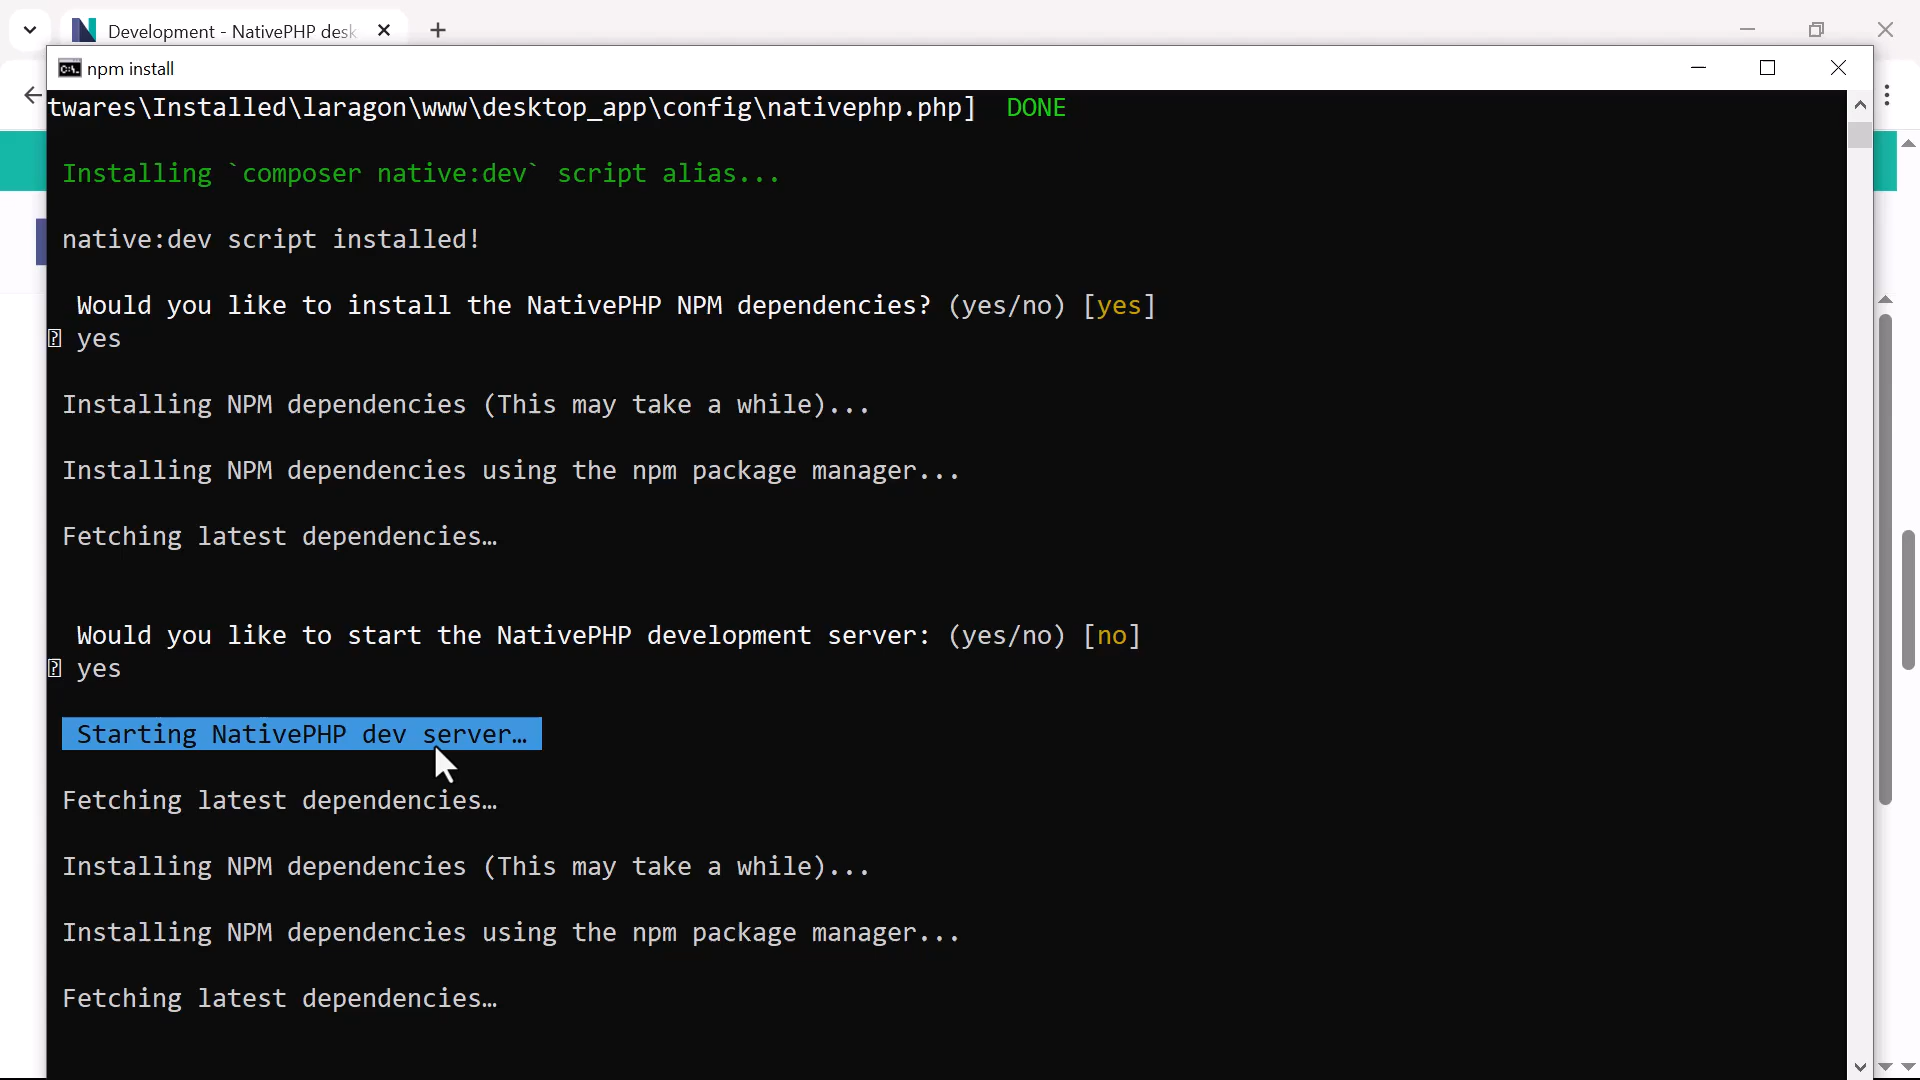 Development - NativePHP desk
npm install
twares\Installed\laragon\www\desktop_app\config\nativephp.php] DONE
Installing `composer native:dev` script alias...
native:dev script installed!
Would you like to install the NativePHP NPM dependencies? (yes/no) [yes]
yes
Installing NPM dependencies (This may take a while)...
Installing NPM dependencies using the npm package manager...
Fetching latest dependencies…
Would you like to start the NativePHP development server: (yes/no) [no]
yes
Starting NativePHP dev server…
Fetching latest dependencies…
Installing NPM dependencies (This may take a while)...
Installing NPM dependencies using the npm package manager...
Fetching latest dependencies…